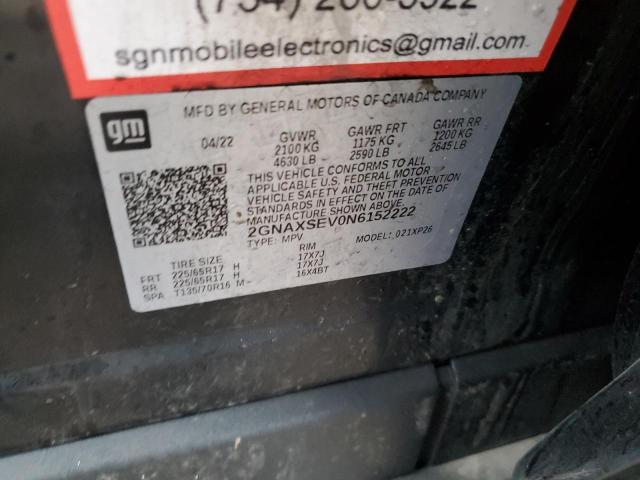 sgnmobileelectronics@gmail.com
gm
MFD BY GENERAL MOTORS OF CANADA COMPANY
04/22 GVWR GAWR FRT GAWR RR
2100 KG 1175 KG 1200 KG
4630 LB 2590 LB 2645 LB
THIS VEHICLE CONFORMS TO ALL
APPLICABLE U.S. FEDERAL MOTOR
VEHICLE SAFETY AND THEFT PREVENTION
STANDARDS IN EFFECT ON THE DATE OF
MANUFACTURE SHOWN ABOVE.
2GNAXSEV0N6152222
TYPE: MPV MODEL: 021XP26
TIRE SIZE RIM
FRT 225/65R17 H 17X7J
RR 225/65R17 H 17X7J
SPA T135/70R16 M 16X4BT